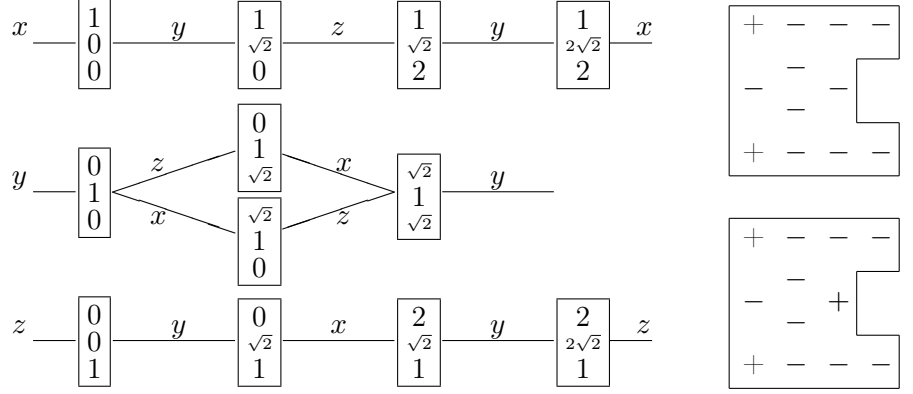 x 1 0 0 y 1 √2 0 z 1 √2 2 y 1 2√2 2 x
y 0 1 0 z x 0 1 √2 √2 1 0 x z √2 1 √2 y
z 0 0 1 y 0 √2 1 x 2 √2 1 y 2 2√2 1 z
+ − − −
−
− −
−
+ − − −
+ − − −
−
− +
−
+ − − −